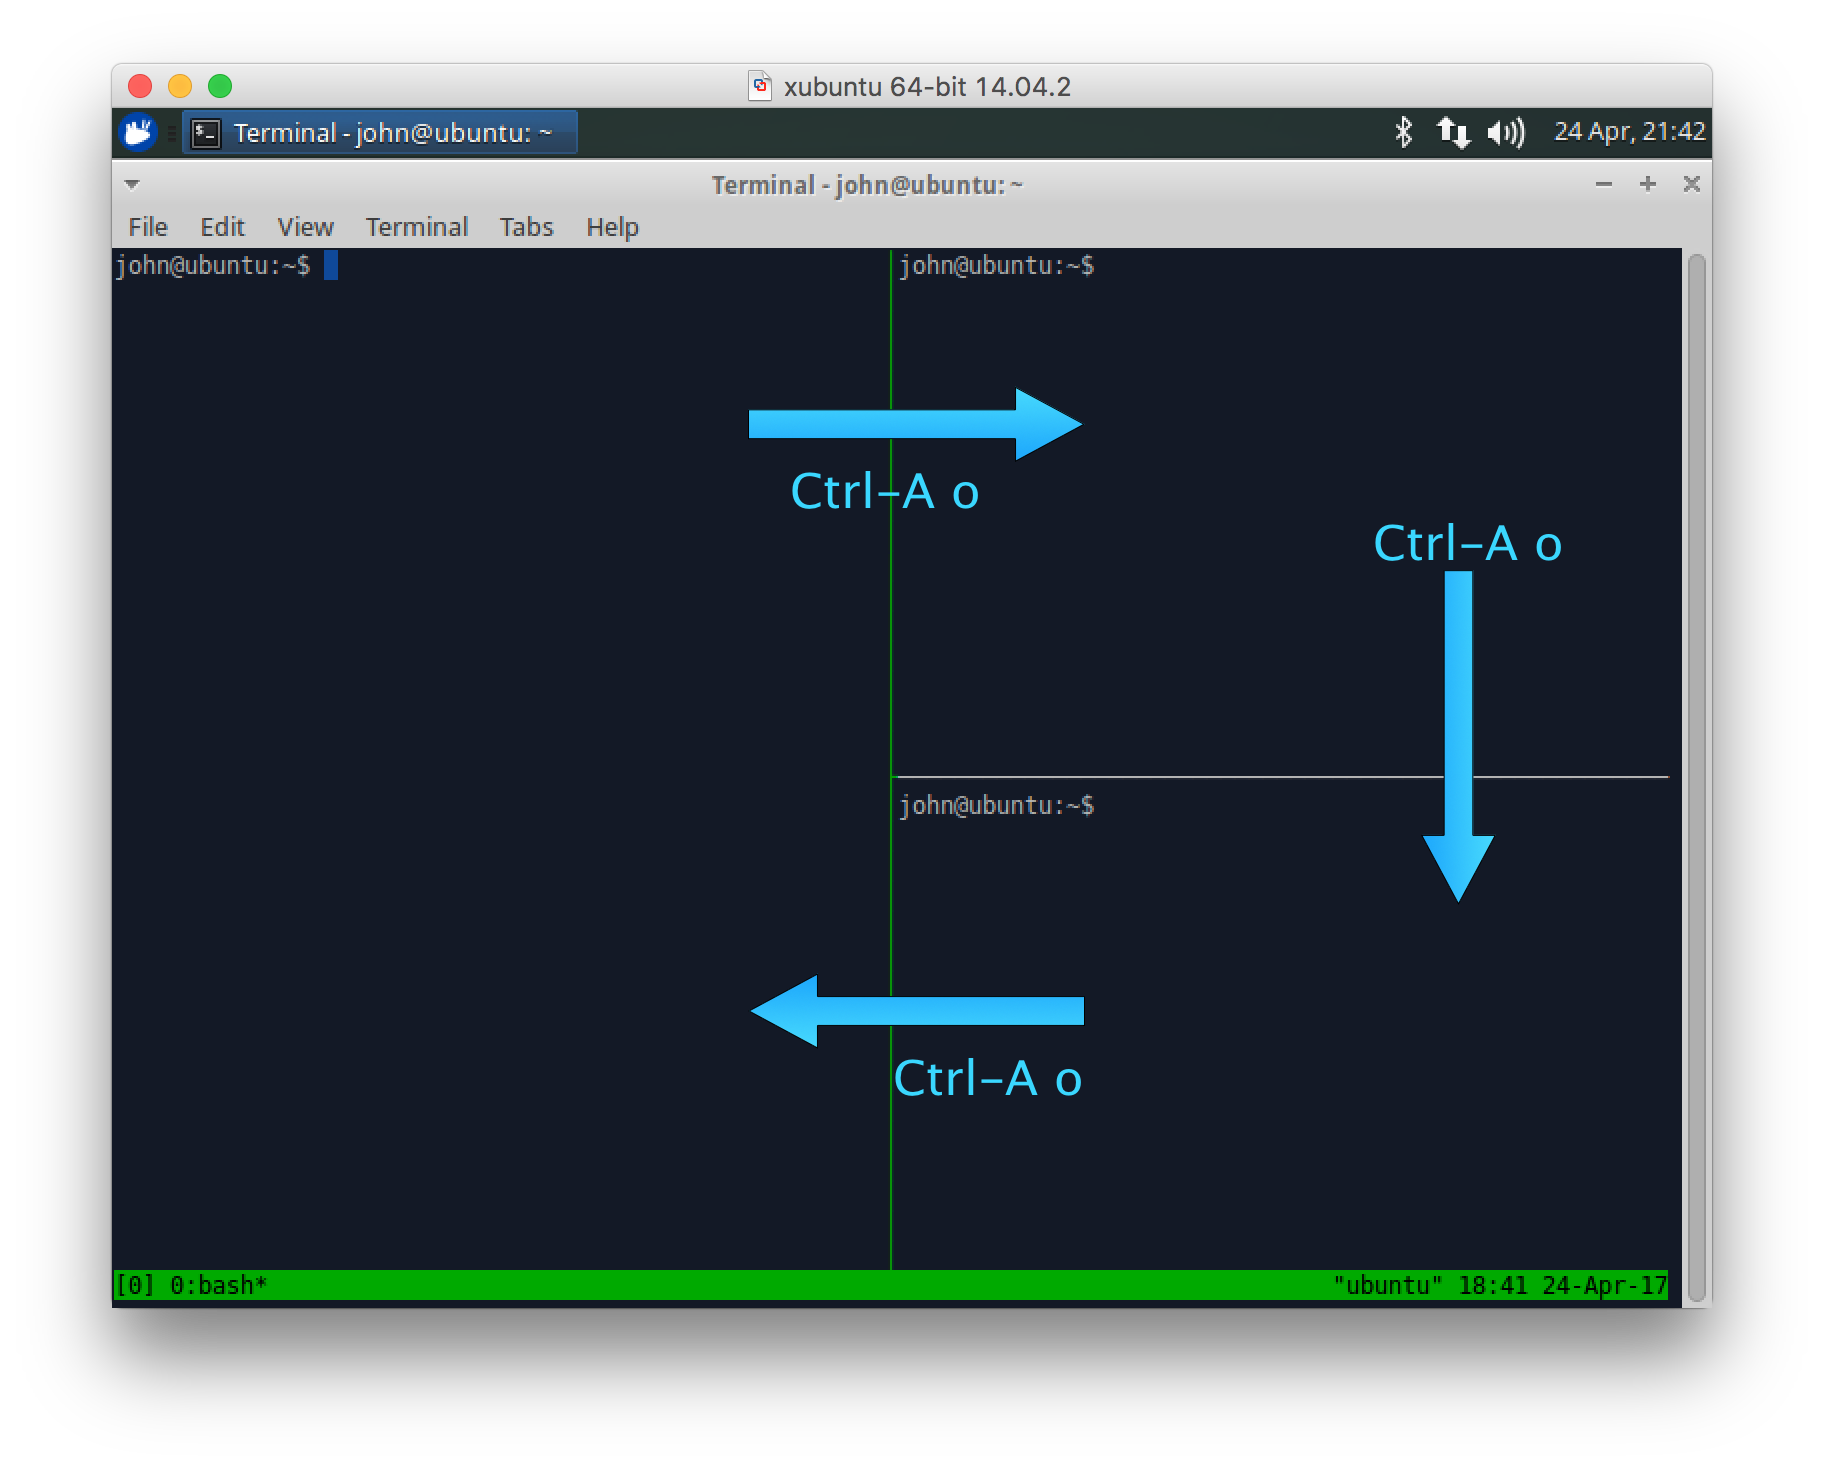 xubuntu 64-bit 14.04.2
Terminal - john@ubuntu: ~
24 Apr, 21:42
Terminal - john@ubuntu: ~
File Edit View Terminal Tabs Help
john@ubuntu:~$
john@ubuntu:~$
Ctrl-A o
Ctrl-A o
john@ubuntu:~$
Ctrl-A o
[0] 0:bash*
"ubuntu" 18:41 24-Apr-17